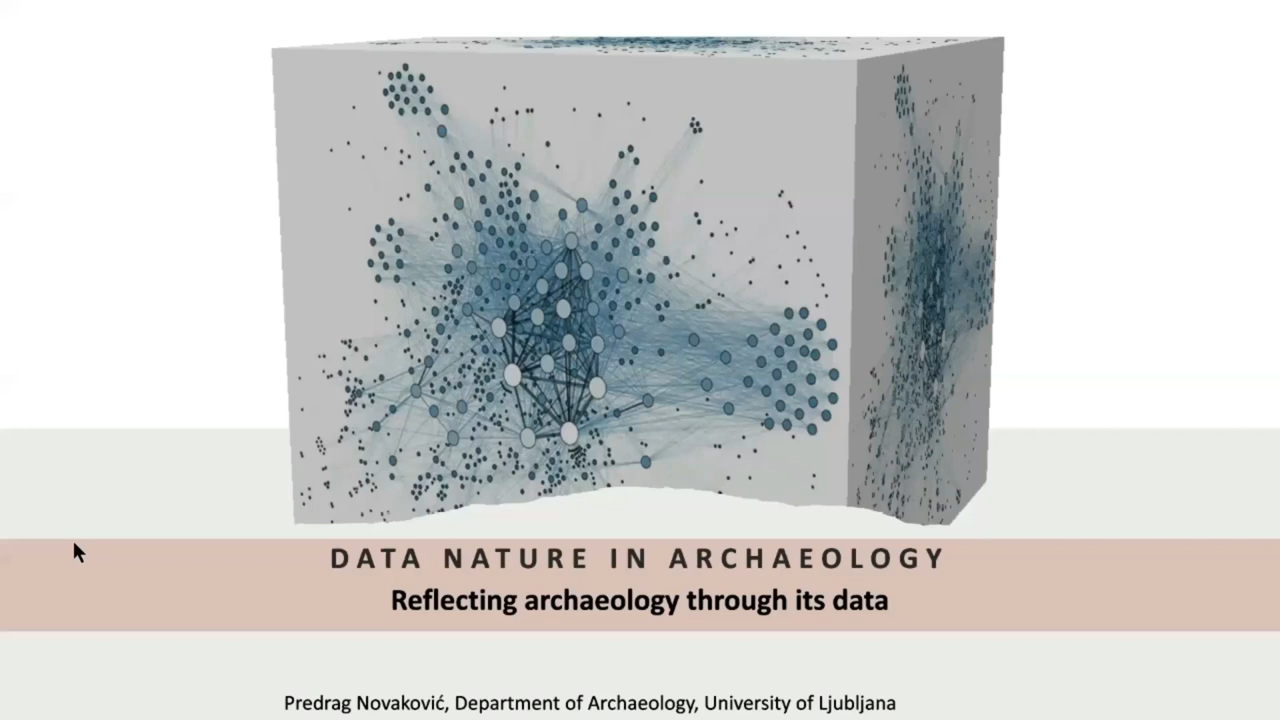 DATA NATURE IN ARCHAEOLOGY
Reflecting archaeology through its data
Predrag Novaković, Department of Archaeology, University of Ljubljana